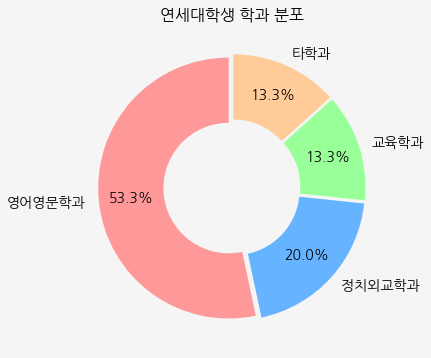 연세대학생 학과 분포
타학과
13.3%
교육학과
13.3%
영어영문학과
53.3%
20.0%
정치외교학과